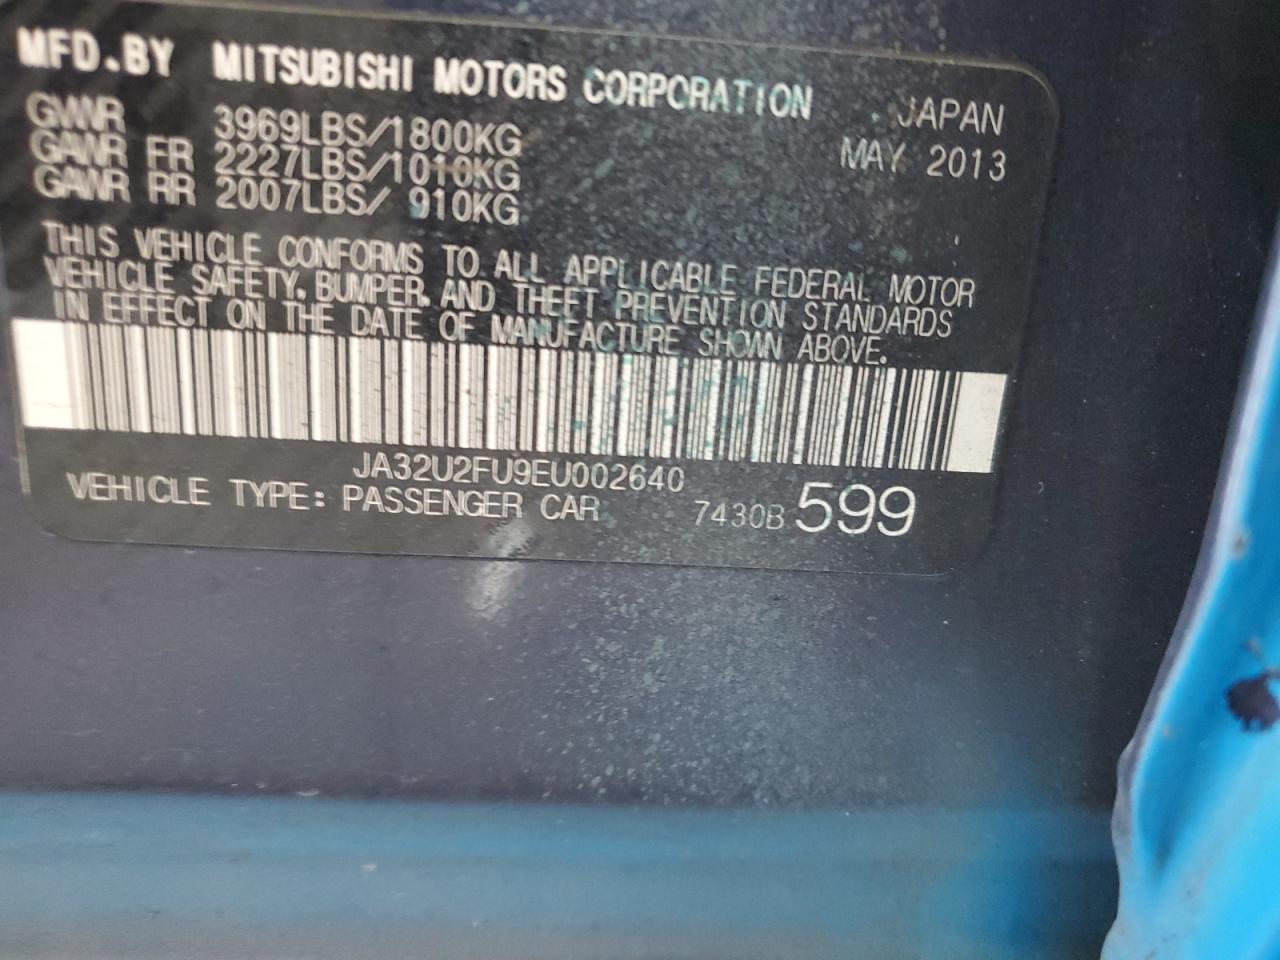 MFD.BY MITSUBISHI MOTORS CORPORATION JAPAN
GVWR 3969LBS/1800KG MAY 2013
GAWR FR 2227LBS/1010KG
GAWR RR 2007LBS/ 910KG
THIS VEHICLE CONFORMS TO ALL APPLICABLE FEDERAL MOTOR
VEHICLE SAFETY, BUMPER, AND THEFT PREVENTION STANDARDS
IN EFFECT ON THE DATE OF MANUFACTURE SHOWN ABOVE.
JA32U2FU9EU002640
VEHICLE TYPE: PASSENGER CAR 7430B 599